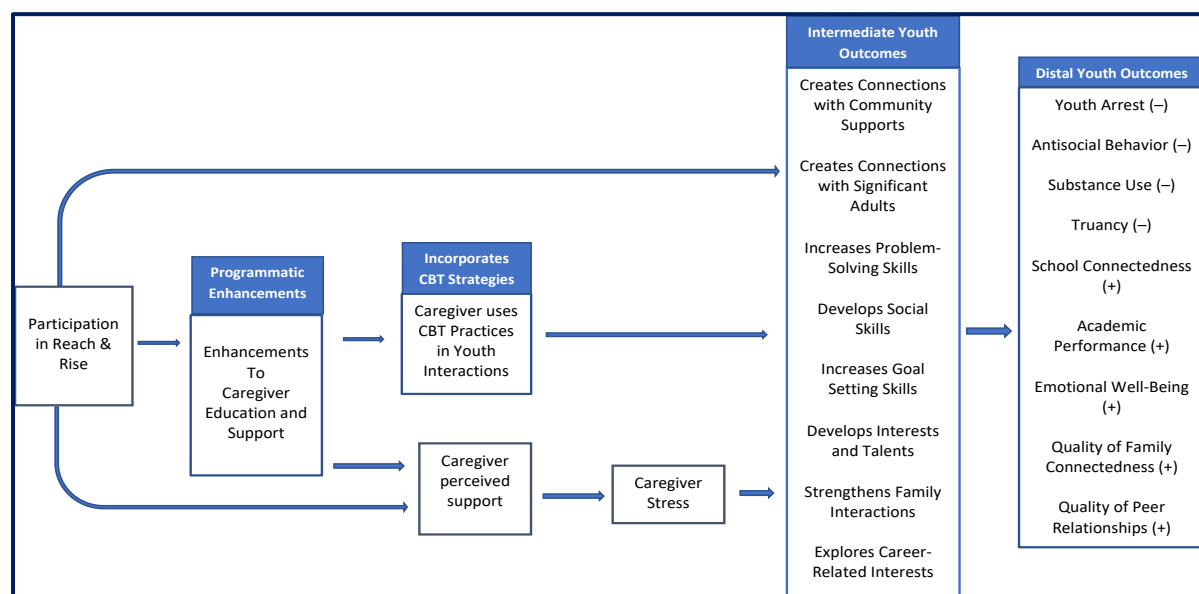 Participation
in Reach &
Rise
Programmatic
Enhancements
Enhancements
To
Caregiver
Education and
Support
Incorporates
CBT Strategies
Caregiver uses
CBT Practices
in Youth
Interactions
Caregiver
perceived
support
Caregiver
Stress
Intermediate Youth
Outcomes
Creates Connections
with Community
Supports
Creates Connections
with Significant
Adults
Increases Problem-
Solving Skills
Develops Social
Skills
Increases Goal
Setting Skills
Develops Interests
and Talents
Strengthens Family
Interactions
Explores Career-
Related Interests
Distal Youth Outcomes
Youth Arrest (–)
Antisocial Behavior (–)
Substance Use (–)
Truancy (–)
School Connectedness
(+)
Academic
Performance (+)
Emotional Well-Being
(+)
Quality of Family
Connectedness (+)
Quality of Peer
Relationships (+)